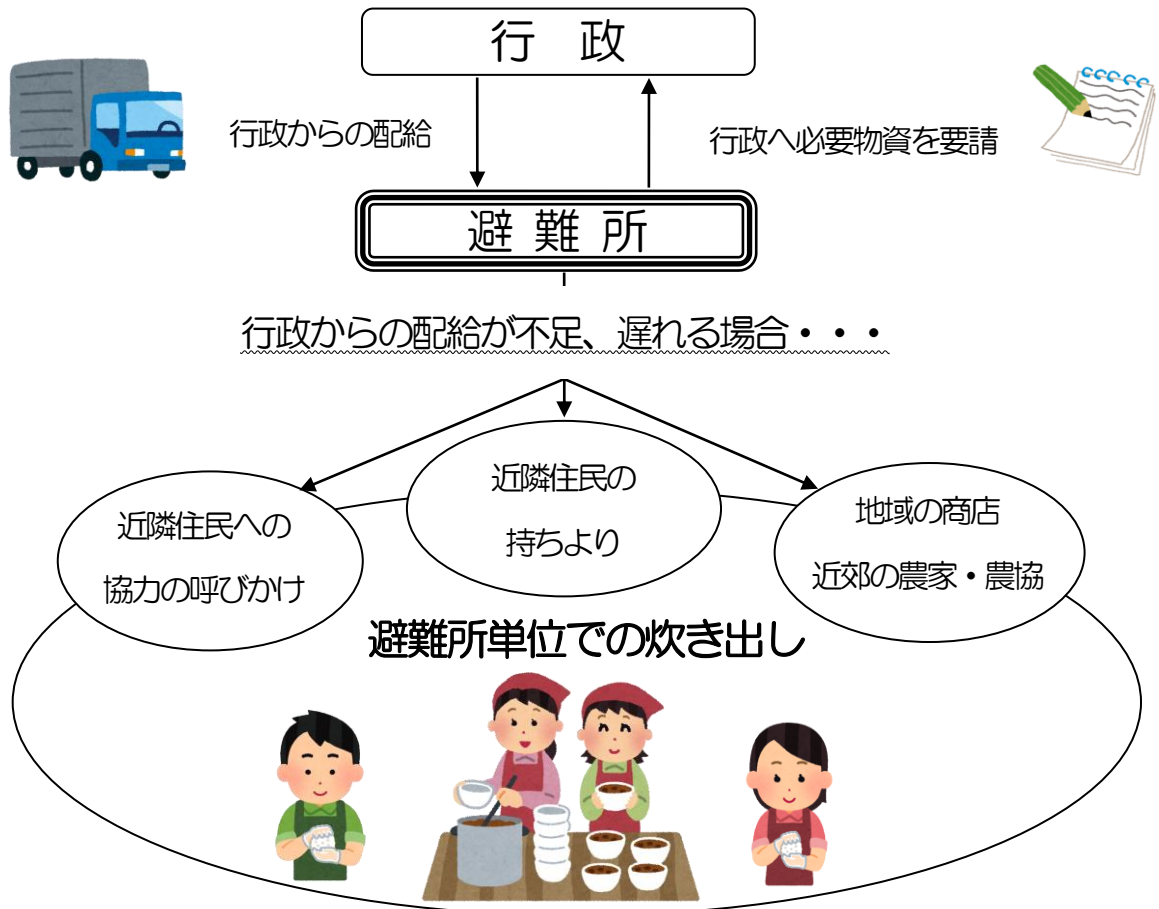 行 政
行政からの配給
行政へ必要物資を要請
避 難 所
行政からの配給が不足、遅れる場合・・・
近隣住民への
協力の呼びかけ
近隣住民の
持ちより
地域の商店
近郊の農家・農協
避難所単位での炊き出し